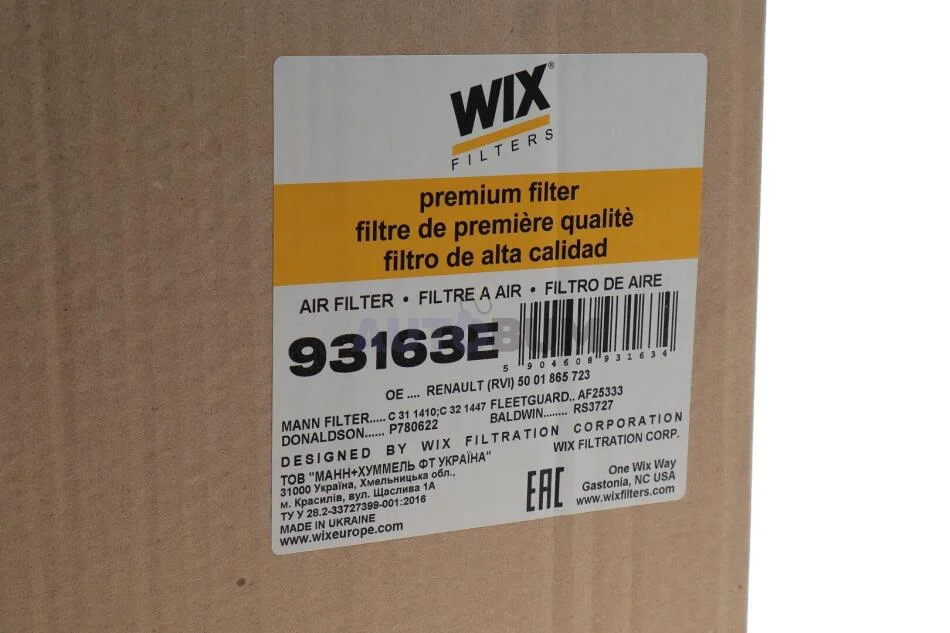 WIX®
FILTERS
premium filter
filtre de première qualitè
filtro de alta calidad
AIR FILTER • FILTRE A AIR • FILTRO DE AIRE
93163E
5 904608 931634
OE .... RENAULT (RVI) 50 01 865 723
MANN FILTER..... C 31 1410;C 32 1447 FLEETGUARD.. AF25333
DONALDSON...... P780622 BALDWIN........ RS3727
DESIGNED BY WIX FILTRATION CORPORATION
ТОВ "МАНН+ХУММЕЛЬ ФТ УКРАЇНА" WIX FILTRATION CORP.
31000 Україна, Хмельницька обл.,
м. Красилів, вул. Щаслива 1А
ТУ У 28.2-33727399-001:2016
MADE IN UKRAINE
www.wixeurope.com
EAC
One Wix Way
Gastonia, NC USA
www.wixfilters.com